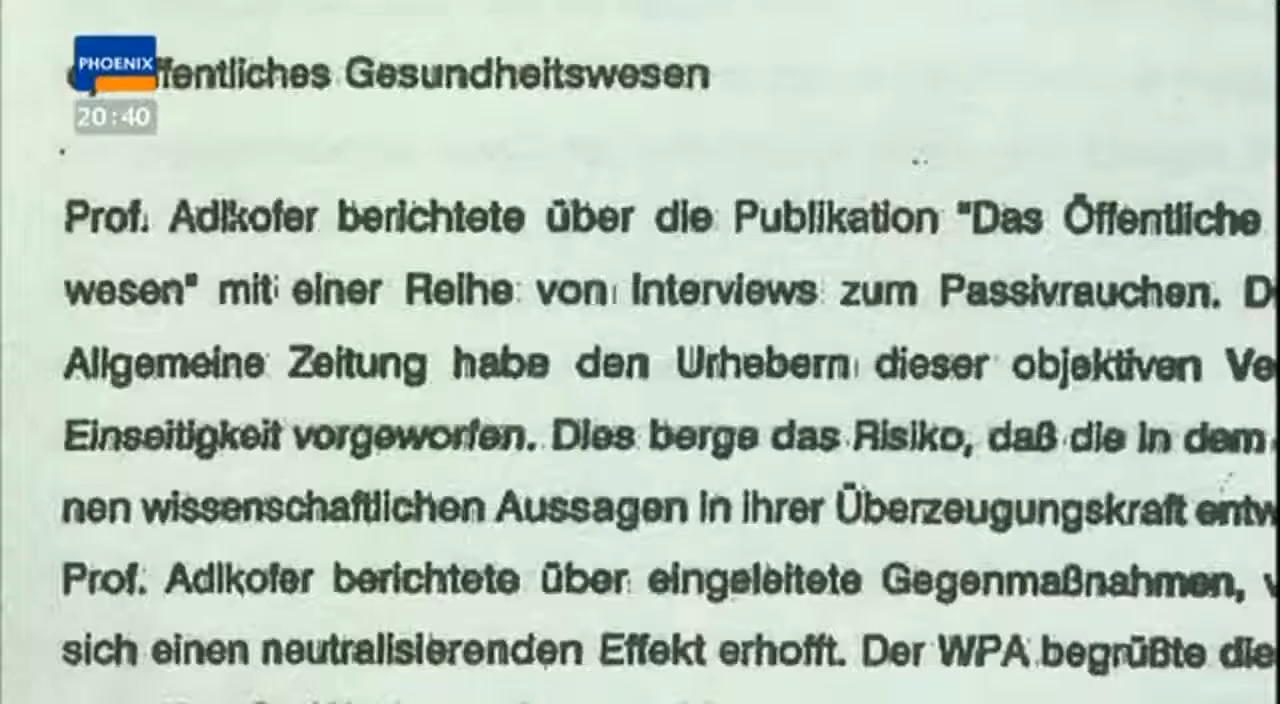 PHOENIX
20:40
ffentliches Gesundheitswesen
Prof. Adlkofer berichtete über die Publikation "Das Öffentliche
wesen" mit einer Reihe von Interviews zum Passivrauchen.
Allgemeine Zeitung habe den Urhebern dieser objektiven Ve
Einseitigkeit vorgeworfen. Dies berge das Risiko, daß die in dem
nen wissenschaftlichen Aussagen in ihrer Überzeugungskraft entw
Prof. Adlkofer berichtete über eingeleitete Gegenmaßnahmen,
sich einen neutralisierenden Effekt erhofft. Der WPA begrüßte die